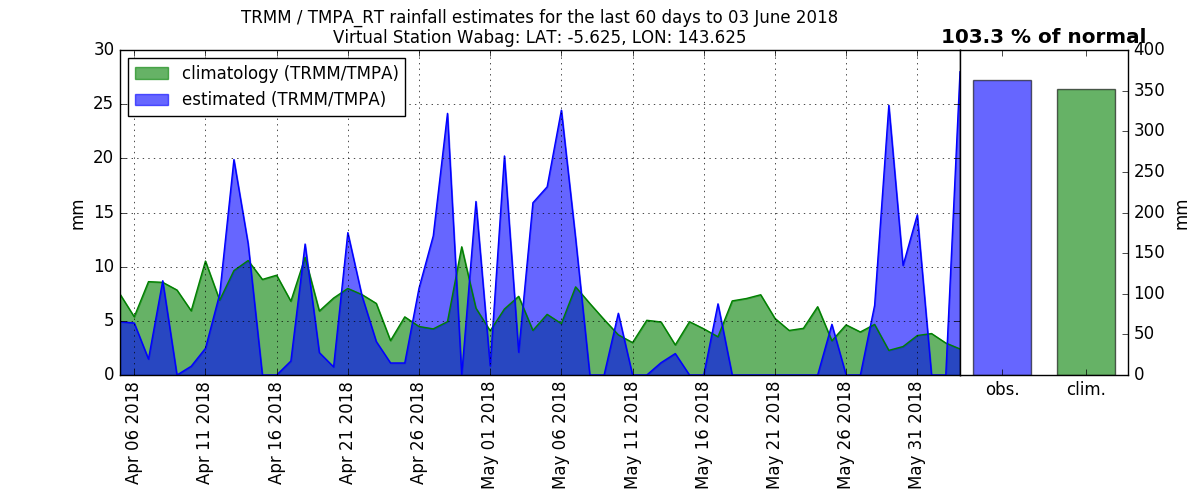 TRMM / TMPA_RT rainfall estimates for the last 60 days to 03 June 2018
Virtual Station Wabag: LAT: -5.625, LON: 143.625
103.3 % of normal
climatology (TRMM/TMPA)
estimated (TRMM/TMPA)
mm
30
25
20
15
10
5
0
Apr 06 2018
Apr 11 2018
Apr 16 2018
Apr 21 2018
Apr 26 2018
May 01 2018
May 06 2018
May 11 2018
May 16 2018
May 21 2018
May 26 2018
May 31 2018
obs.
clim.
400
350
300
250
200
150
100
50
0
mm